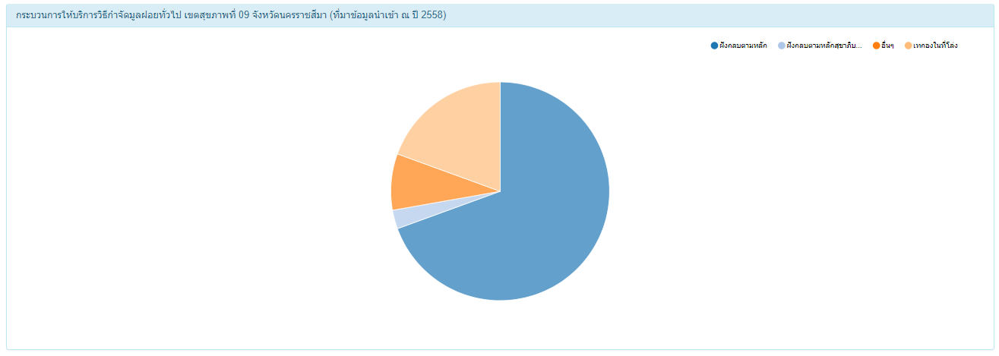 กระบวนการให้บริการวิธีกำจัดมูลฝอยทั่วไป เขตสุขภาพที่ 09 จังหวัดนครราชสีมา (ที่มาข้อมูลนำเข้า ณ ปี 2558)
ฝังกลบตามหลัก ฝังกลบตามหลักสุขาภิบ... อื่นๆ เทกองในที่โล่ง